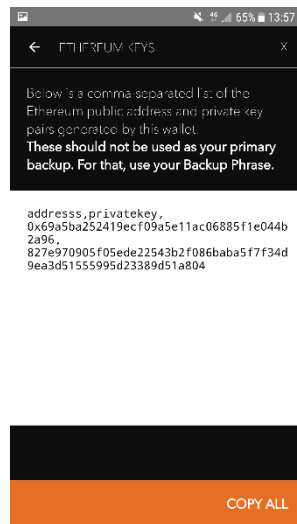 4G 65% 13:57
← ETHEREUM KEYS X
Below is a comma-separated list of the
Ethereum public address and private key
pairs generated by this wallet.
These should not be used as your primary
backup. For that, use your Backup Phrase.
addresss,privatekey,
0x69a5ba252419ecf09a5e11ac06885f1e044b
2a96,
827e970905f05ede22543b2f086baba5f7f34d
9ea3d51555995d23389d51a804
COPY ALL